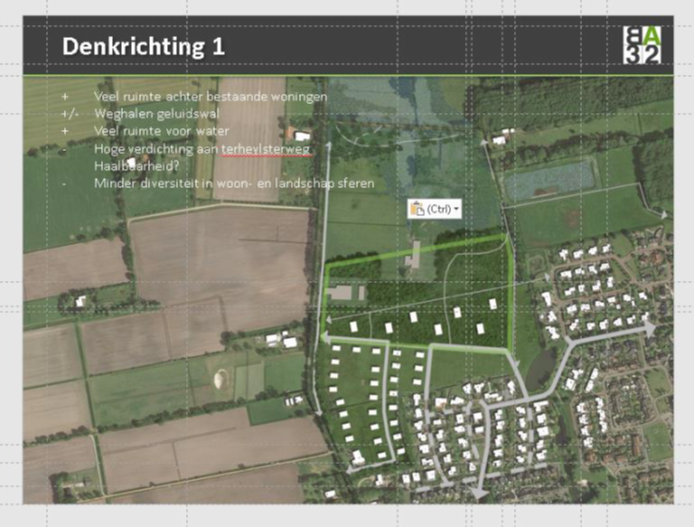 Denkrichting 1
BA
32
+ Veel ruimte achter bestaande woningen
+/- Weghalen geluidswal
+ Veel ruimte voor water
- Hoge verdichting aan terheylsterweg
Haalbaarheid?
- Minder diversiteit in woon- en landschap sferen
(Ctrl)